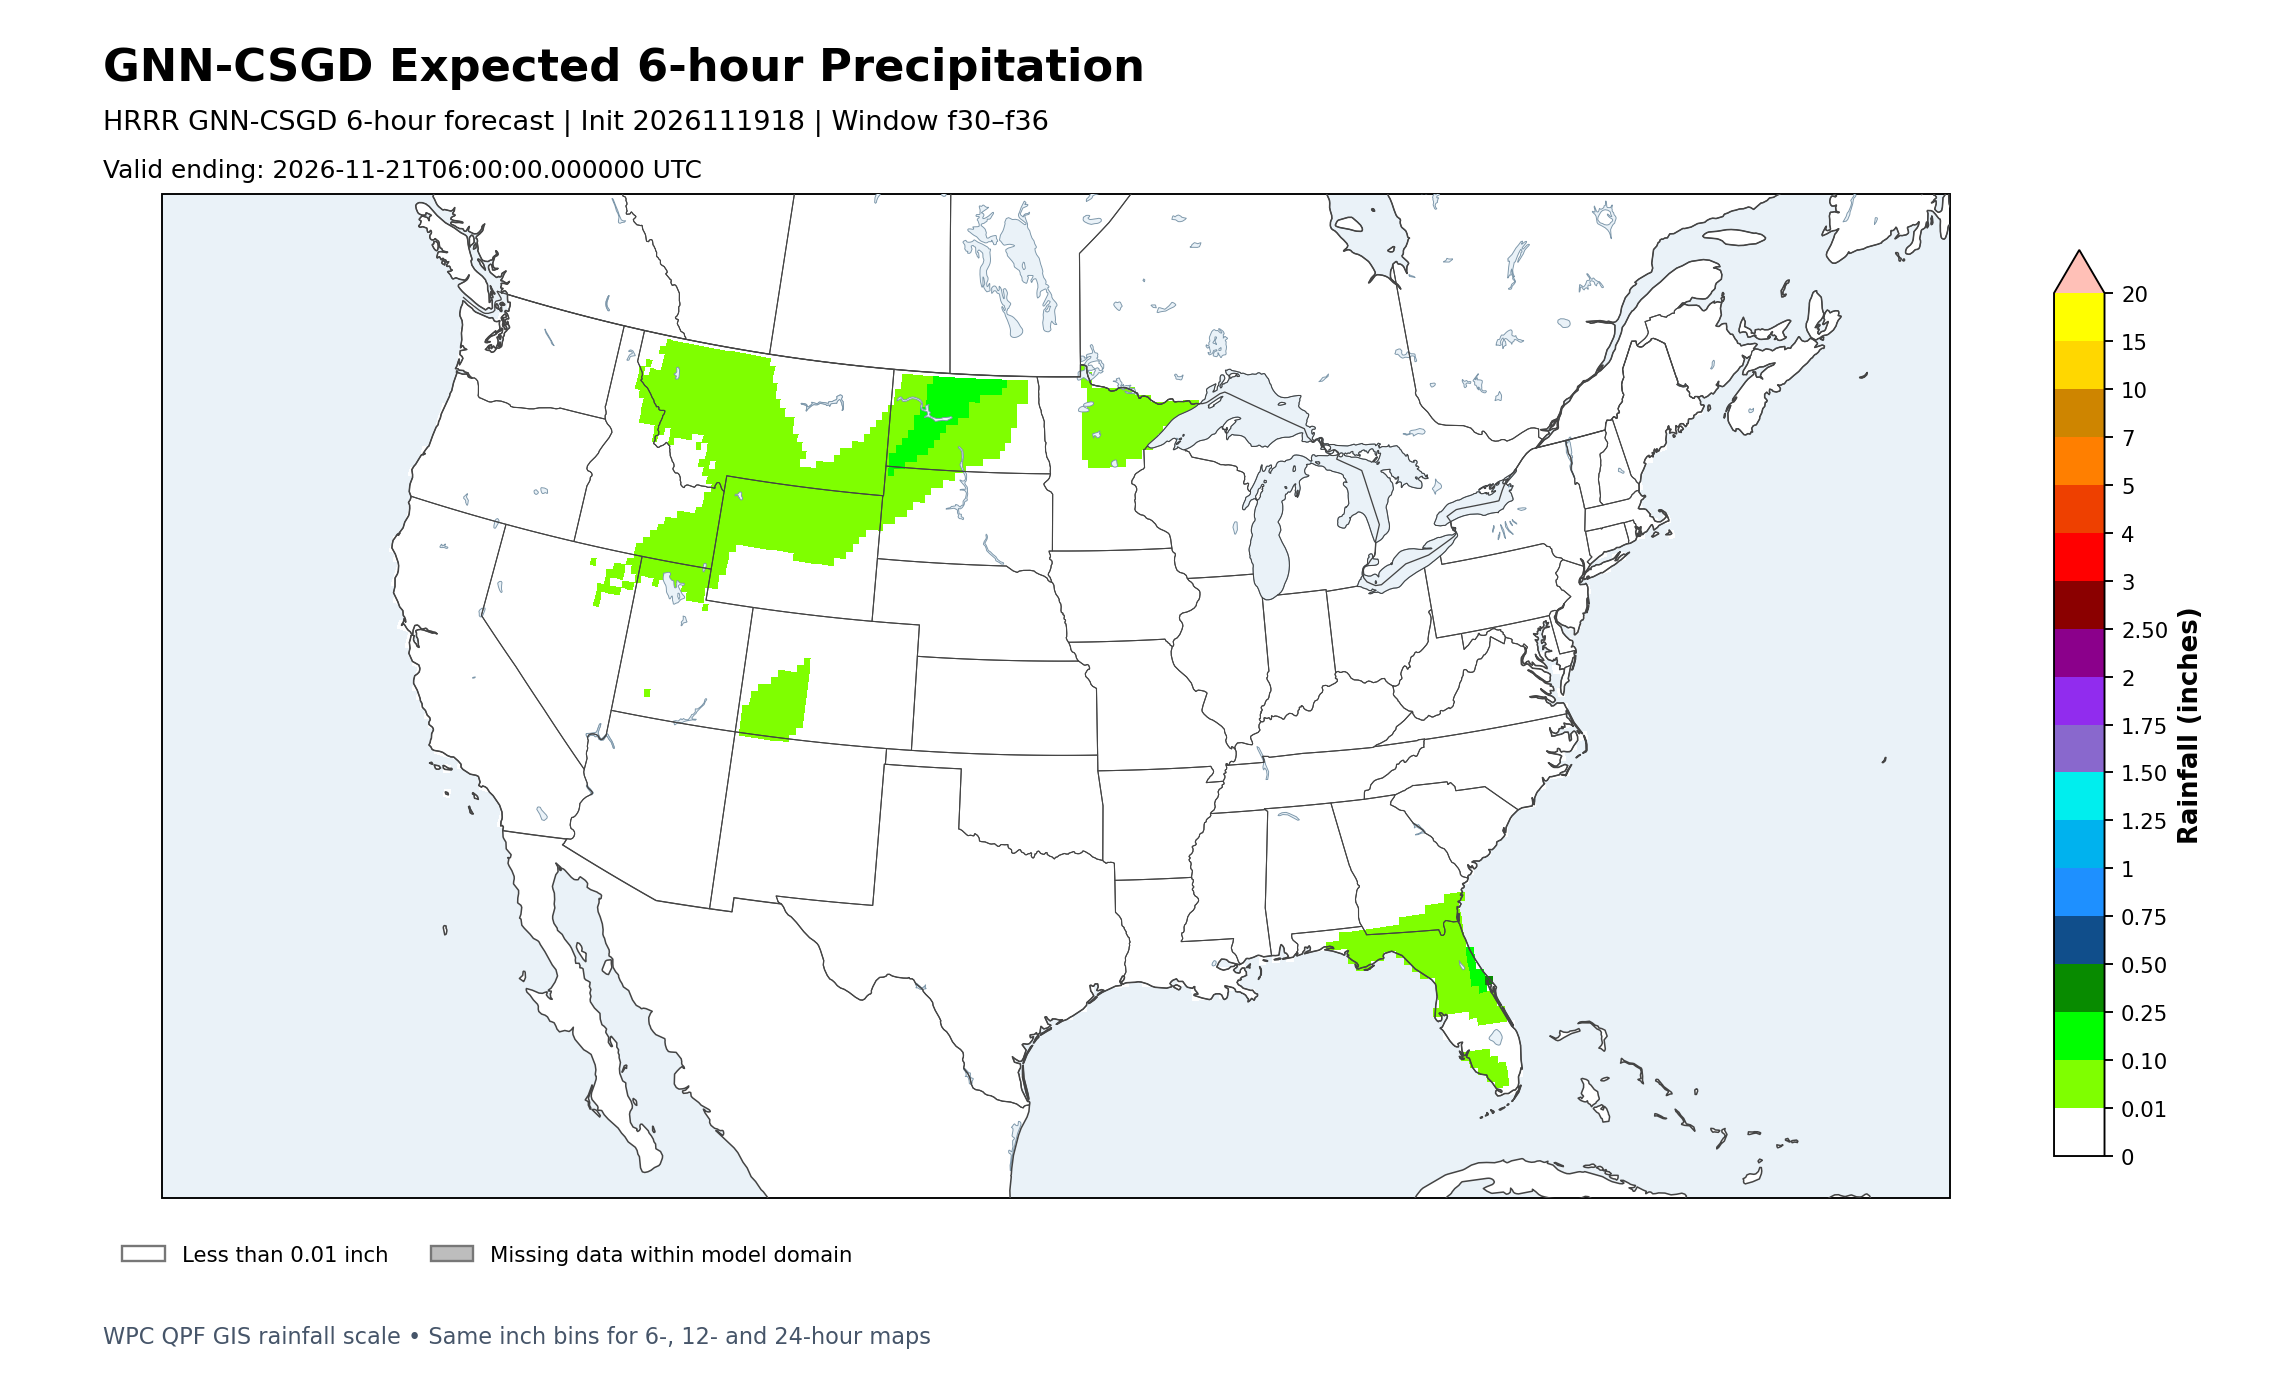 GNN-CSGD Expected 6-hour Precipitation
HRRR GNN-CSGD 6-hour forecast | Init 2026111918 | Window f30–f36
Valid ending: 2026-11-21T06:00:00.000000 UTC
20
15
10
7
5
4
3
2.50
2
1.75
1.50
1.25
1
0.75
0.50
0.25
0.10
0.01
0
Rainfall (inches)
Less than 0.01 inch
Missing data within model domain
WPC QPF GIS rainfall scale • Same inch bins for 6-, 12- and 24-hour maps